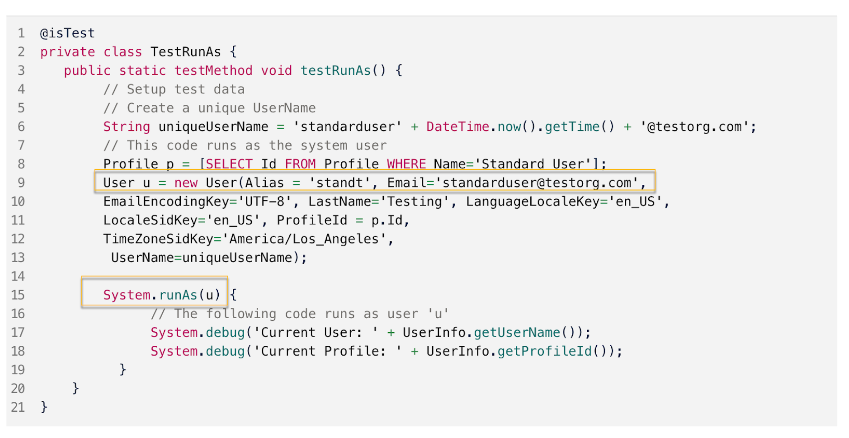 1 @isTest
2 private class TestRunAs {
3 public static testMethod void testRunAs() {
4 // Setup test data
5 // Create a unique UserName
6 String uniqueUserName = 'standarduser' + DateTime.now().getTime() + '@testorg.com';
7 // This code runs as the system user
8 Profile p = [SELECT Id FROM Profile WHERE Name='Standard User'];
9 User u = new User(Alias = 'standt', Email='standarduser@testorg.com',
10 EmailEncodingKey='UTF-8', LastName='Testing', LanguageLocaleKey='en_US',
11 LocaleSidKey='en_US', ProfileId = p.Id,
12 TimeZoneSidKey='America/Los_Angeles',
13 UserName=uniqueUserName);
14
15 System.runAs(u) {
16 // The following code runs as user 'u'
17 System.debug('Current User: ' + UserInfo.getUserName());
18 System.debug('Current Profile: ' + UserInfo.getProfileId());
19 }
20 }
21 }